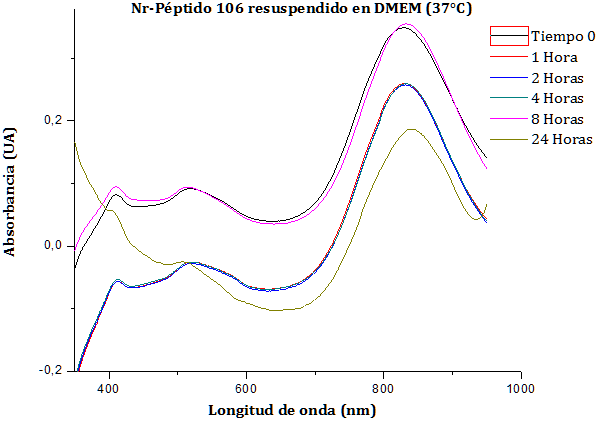 Nr-Péptido 106 resuspendido en DMEM (37°C)
Tiempo 0
1 Hora
2 Horas
4 Horas
8 Horas
24 Horas
Absorbancia (UA)
0,2
0,0
-0,2
400
600
800
1000
Longitud de onda (nm)